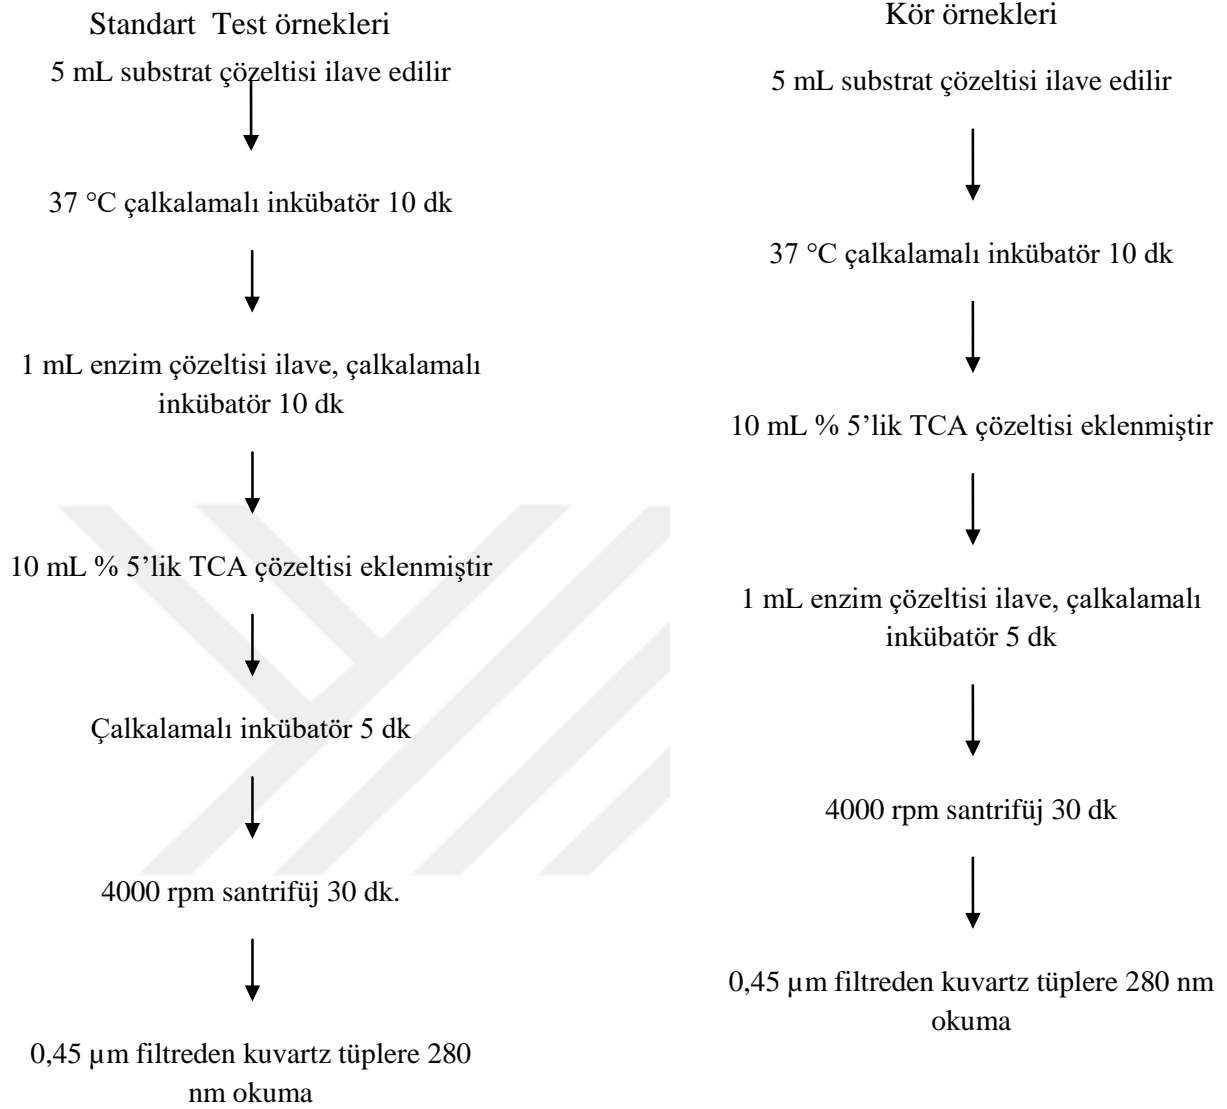 Standart Test örnekleri
5 mL substrat çözeltisi ilave edilir
37 °C çalkalamalı inkübatör 10 dk
1 mL enzim çözeltisi ilave, çalkalamalı
inkübatör 10 dk
10 mL % 5’lik TCA çözeltisi eklenmiştir
Çalkalamalı inkübatör 5 dk
4000 rpm santrifüj 30 dk.
0,45 µm filtreden kuvartz tüplere 280
nm okuma
Kör örnekleri
5 mL substrat çözeltisi ilave edilir
37 °C çalkalamalı inkübatör 10 dk
10 mL % 5’lik TCA çözeltisi eklenmiştir
1 mL enzim çözeltisi ilave, çalkalamalı
inkübatör 5 dk
4000 rpm santrifüj 30 dk
0,45 µm filtreden kuvartz tüplere 280 nm
okuma